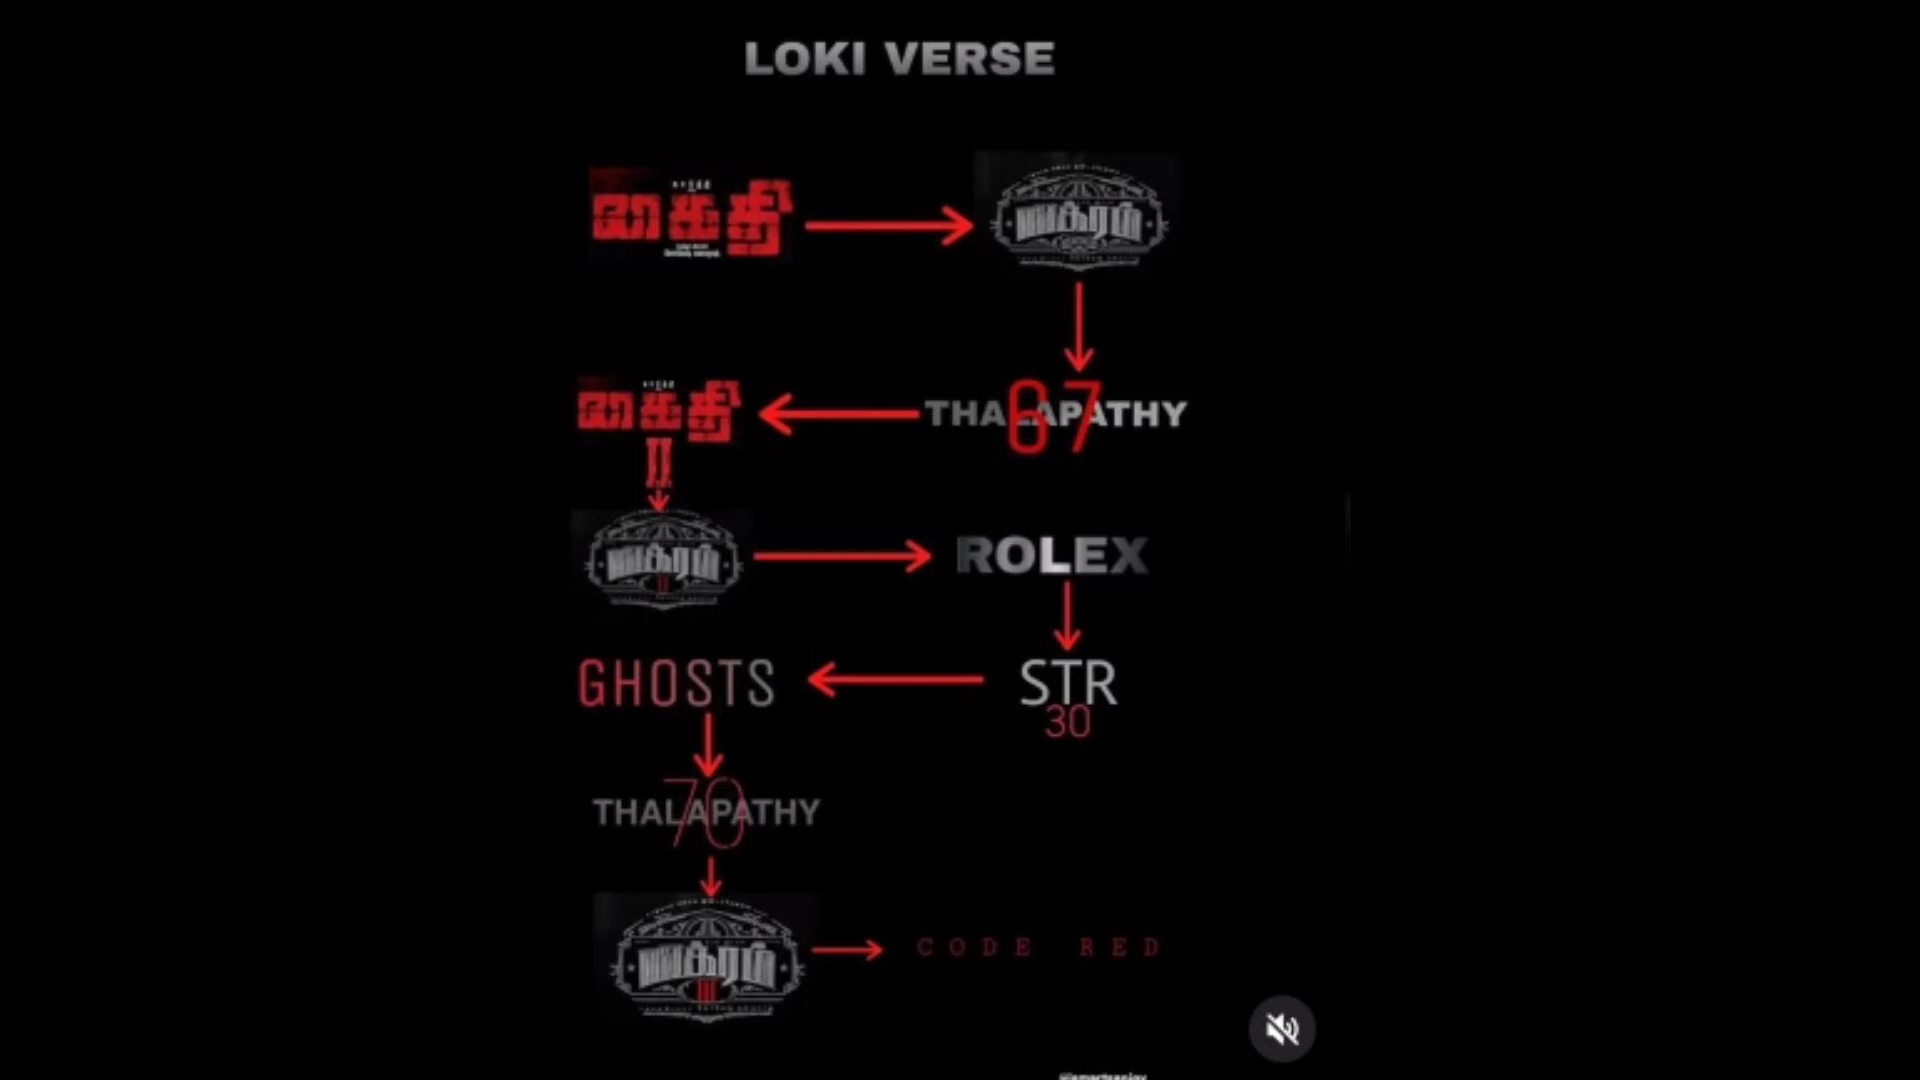 LOKI VERSE
கைதி
விக்ரம்
THALAPATHY
67
கைதி
II
விக்ரம்
II
ROLEX
STR
30
GHOSTS
THALAPATHY
70
விக்ரம்
III
CODE RED